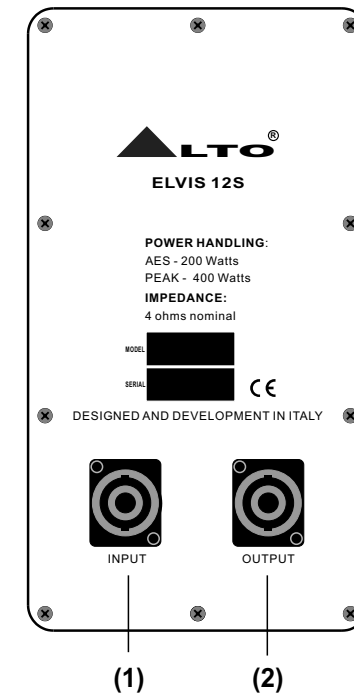 ALTO®
ELVIS 12S
POWER HANDLING:
AES - 200 Watts
PEAK - 400 Watts
IMPEDANCE:
4 ohms nominal
MODEL
SERIAL
CE
DESIGNED AND DEVELOPMENT IN ITALY
INPUT OUTPUT
(1) (2)